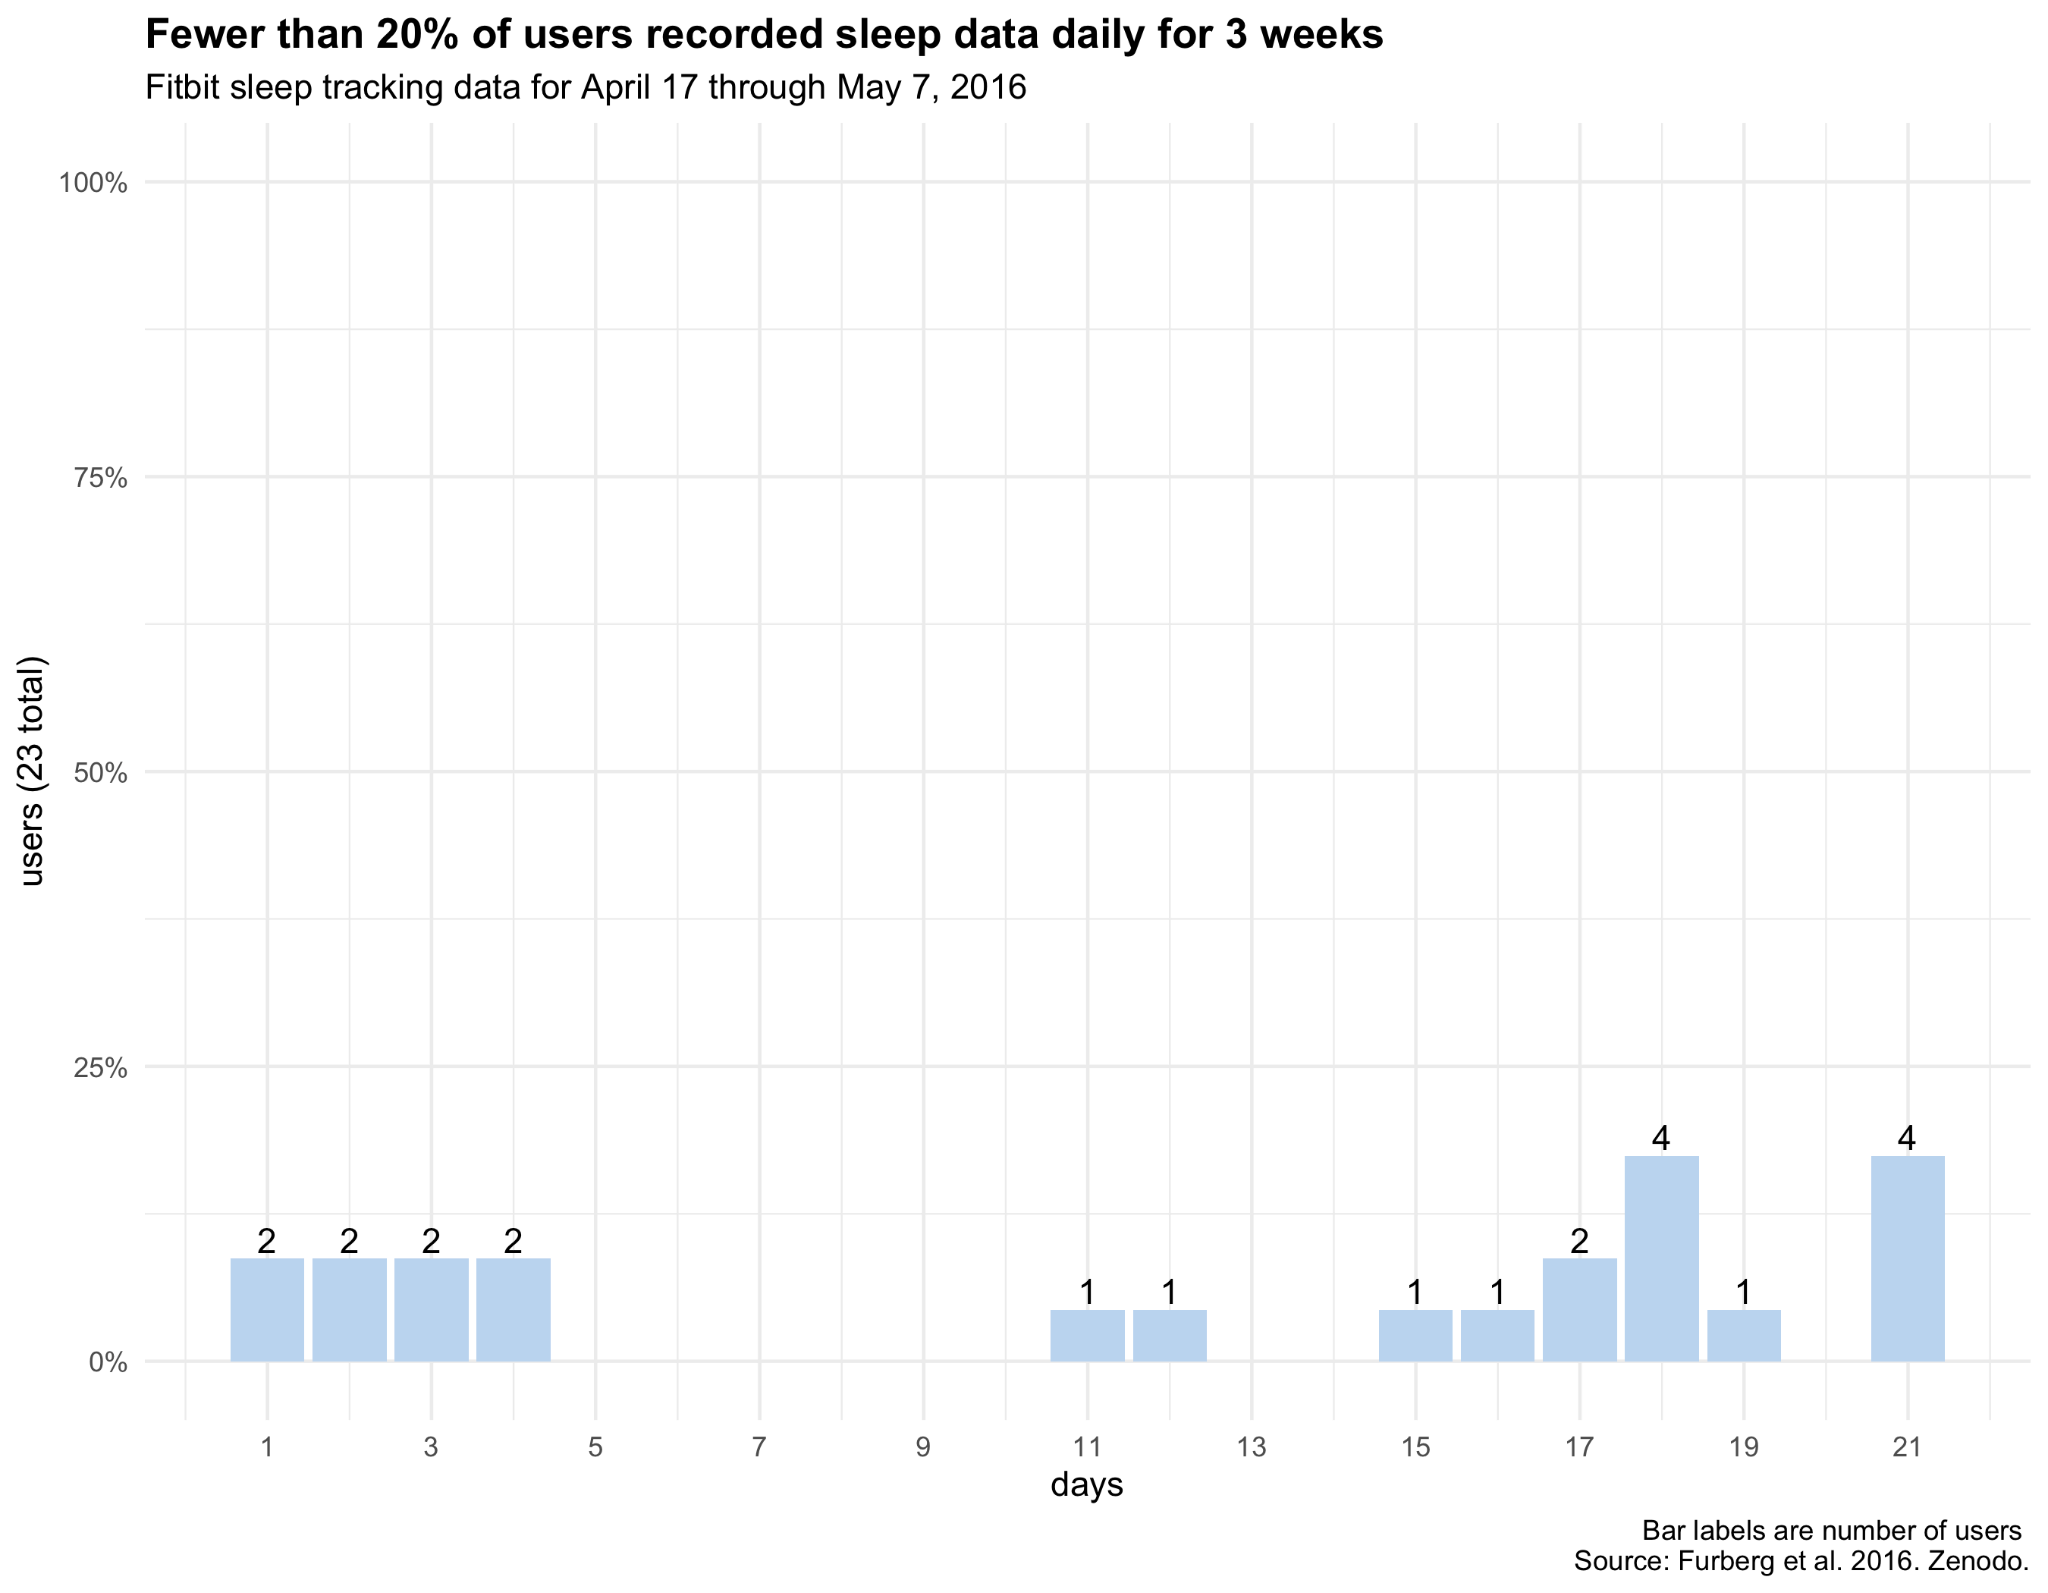 Fewer than 20% of users recorded sleep data daily for 3 weeks
Fitbit sleep tracking data for April 17 through May 7, 2016
100%
75%
50%
25%
0%
users (23 total)
2 2 2 2 1 1 1 1 2 4 1 4
1 3 5 7 9 11 13 15 17 19 21
days
Bar labels are number of users
Source: Furberg et al. 2016. Zenodo.